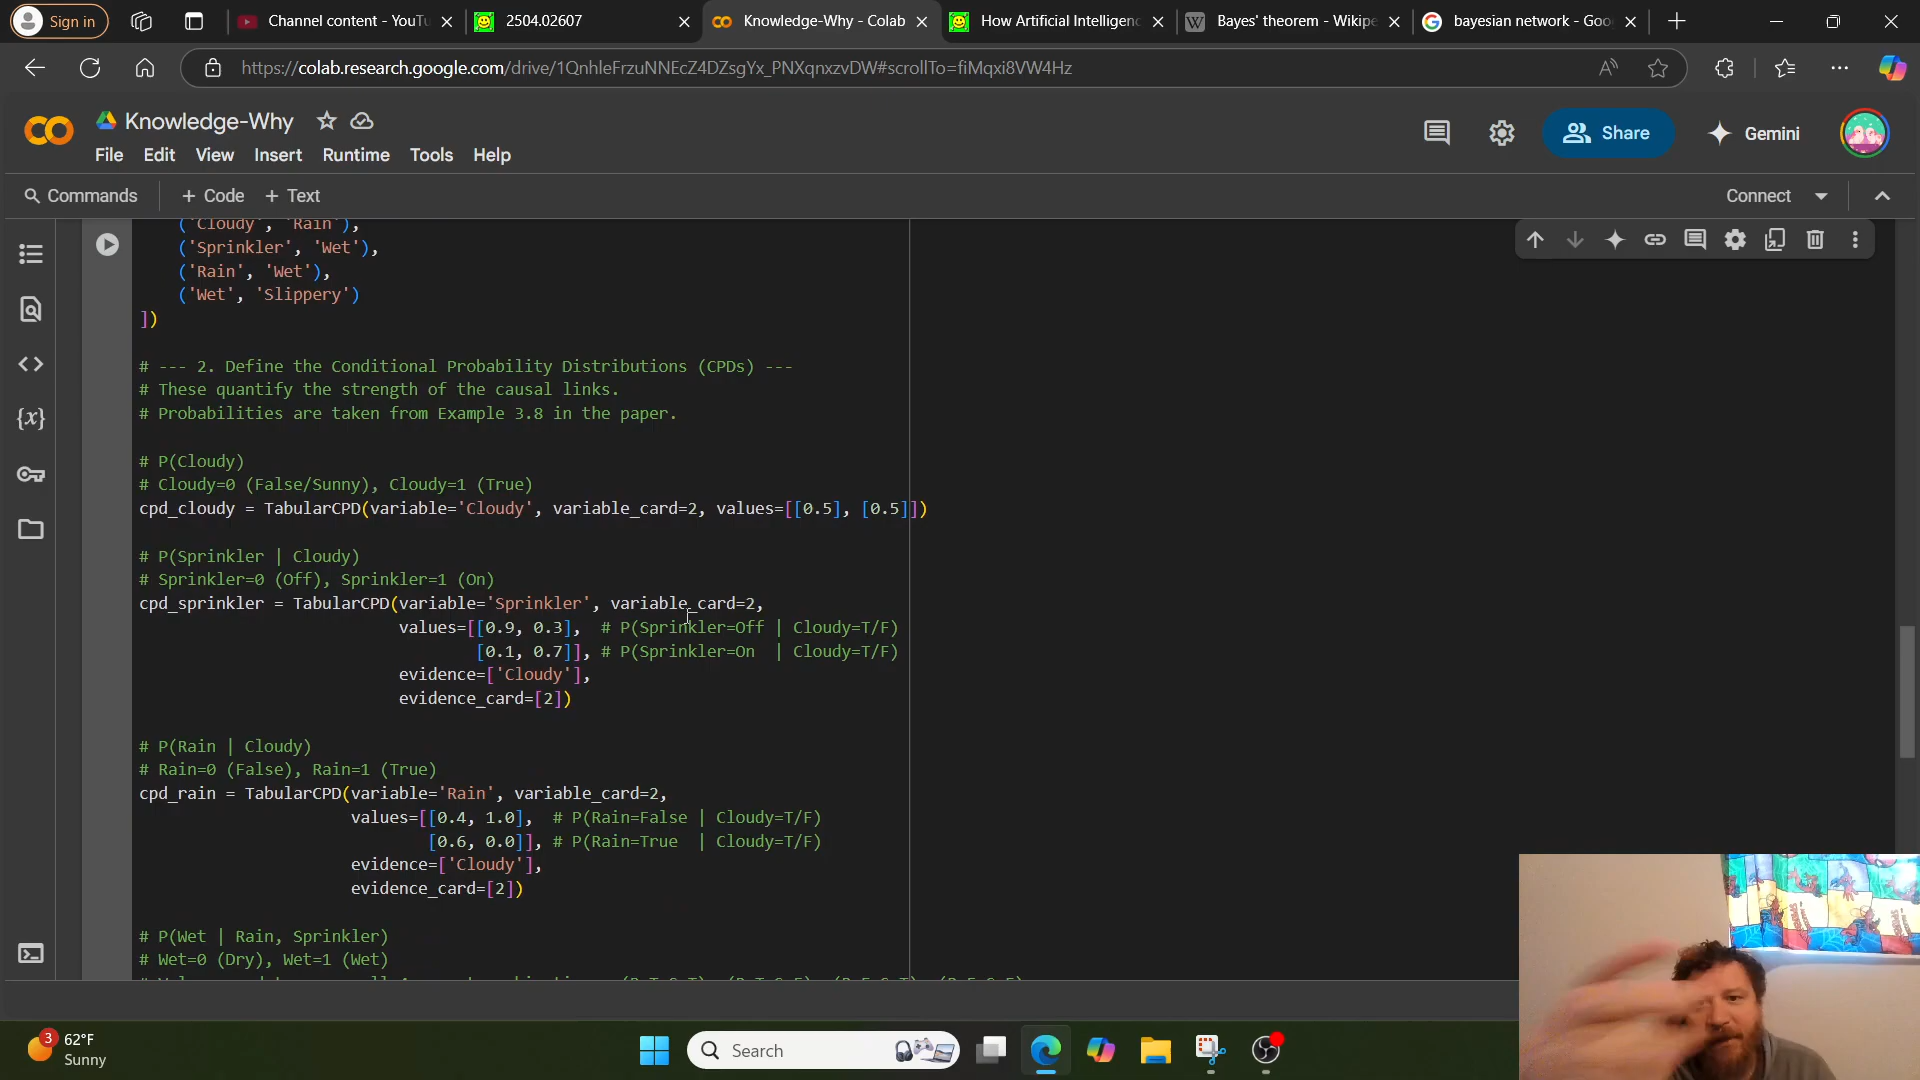 Sign in
Channel content - YouTu
2504.02607
Knowledge-Why - Colab
How Artificial Intelligenc
Bayes' theorem - Wikipe
bayesian network - Goo
https://colab.research.google.com/drive/1QnhleFrzuNNEcZ4DZsgYx_PNXqnxzvDW#scrollTo=fiMqxi8VW4Hz
Knowledge-Why
File Edit View Insert Runtime Tools Help
Share
Gemini
Commands + Code + Text
Connect
('Cloudy', 'Rain'),
('Sprinkler', 'Wet'),
('Rain', 'Wet'),
('Wet', 'Slippery')
])
# --- 2. Define the Conditional Probability Distributions (CPDs) ---
# These quantify the strength of the causal links.
# Probabilities are taken from Example 3.8 in the paper.
# P(Cloudy)
# Cloudy=0 (False/Sunny), Cloudy=1 (True)
cpd_cloudy = TabularCPD(variable='Cloudy', variable_card=2, values=[[0.5], [0.5]])
# P(Sprinkler | Cloudy)
# Sprinkler=0 (Off), Sprinkler=1 (On)
cpd_sprinkler = TabularCPD(variable='Sprinkler', variable_card=2,
values=[[0.9, 0.3], # P(Sprinkler=Off | Cloudy=T/F)
[0.1, 0.7]], # P(Sprinkler=On | Cloudy=T/F)
evidence=['Cloudy'],
evidence_card=[2])
# P(Rain | Cloudy)
# Rain=0 (False), Rain=1 (True)
cpd_rain = TabularCPD(variable='Rain', variable_card=2,
values=[[0.4, 1.0], # P(Rain=False | Cloudy=T/F)
[0.6, 0.0]], # P(Rain=True | Cloudy=T/F)
evidence=['Cloudy'],
evidence_card=[2])
# P(Wet | Rain, Sprinkler)
# Wet=0 (Dry), Wet=1 (Wet)
3
62°F
Sunny
Search